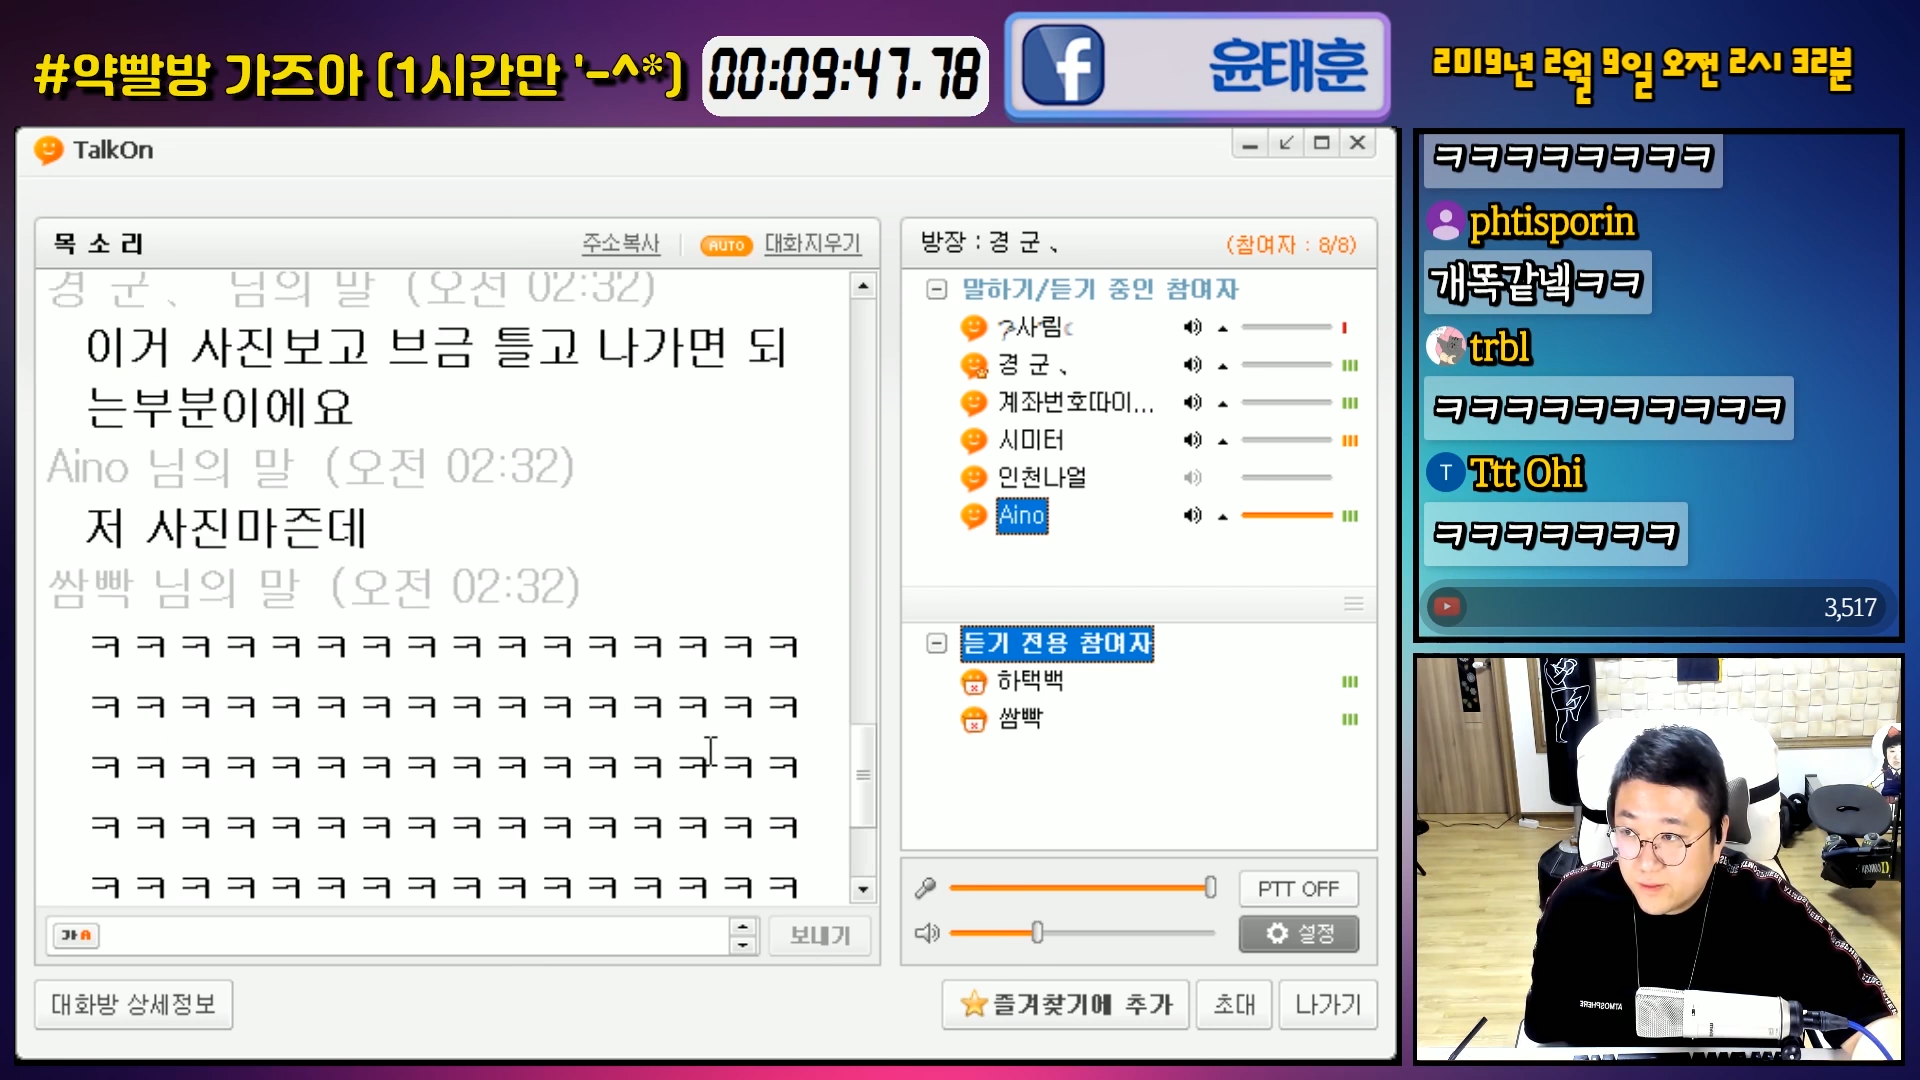 #약빨방 가즈아 (1시간만 '-^*)
00:09:47.78
f 윤태훈
2019년 2월 9일 오전 2시 32분
TalkOn
목 소 리
주소복사
AUTO
대화지우기
경 군 、 님의 말 (오전 02:32)
이거 사진보고 브금 틀고 나가면 되
는부분이에요
Aino 님의 말 (오전 02:32)
저 사진마즌데
쌈빡 님의 말 (오전 02:32)
ㅋㅋㅋㅋㅋㅋㅋㅋㅋㅋㅋㅋㅋㅋㅋㅋ
ㅋㅋㅋㅋㅋㅋㅋㅋㅋㅋㅋㅋㅋㅋㅋㅋ
ㅋㅋㅋㅋㅋㅋㅋㅋㅋㅋㅋㅋㅋㅋㅋㅋ
ㅋㅋㅋㅋㅋㅋㅋㅋㅋㅋㅋㅋㅋㅋㅋㅋ
ㅋㅋㅋㅋㅋㅋㅋㅋㅋㅋㅋㅋㅋㅋㅋㅋ
가A
보내기
대화방 상세정보
방장 : 경 군 、
(참여자 : 8/8)
말하기/듣기 중인 참여자
사림
경 군 、
계좌번호따이...
시미터
인천나얼
Aino
듣기 전용 참여자
하택백
쌈빡
PTT OFF
설정
즐겨찾기에 추가
초대
나가기
ㅋㅋㅋㅋㅋㅋㅋㅋ
phtisporin
개똑같넼ㅋㅋ
trbl
ㅋㅋㅋㅋㅋㅋㅋㅋㅋㅋ
T Ttt Ohi
ㅋㅋㅋㅋㅋㅋㅋ
3,517